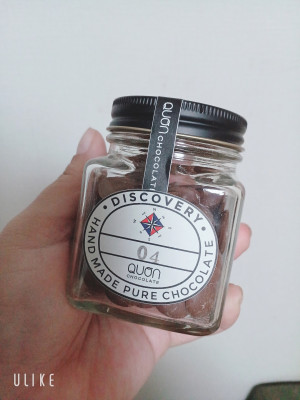 QUON CHOCOLATE
• DISCOVERY •
04
QUON
CHOCOLATE
HAND MADE PURE CHOCOLATE
ULIKE